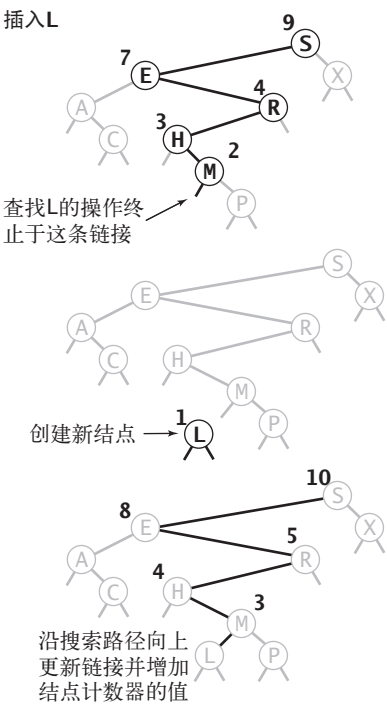 插入L
9
S
7
E
X
4
A
R
3
C
H
2
M
查找L的操作终
止于这条链接
P
S
E
X
A
R
C
H
M
1
创建新结点
L
P
10
S
8
E
X
5
A
R
4
C
H
3
M
沿搜索路径向上
更新链接并增加
结点计数器的值
L
P